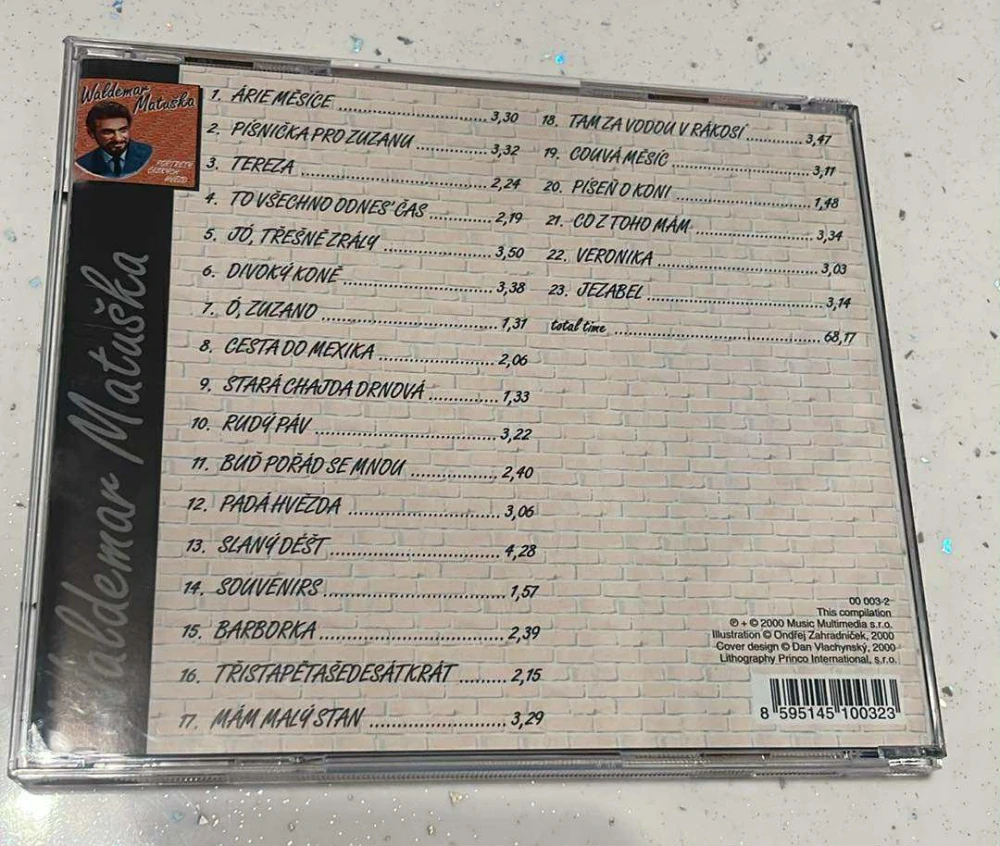 Waldemar
Matuška
PORTRÉTY
ČESKÝCH
HVĚZD
Waldemar Matuška
1. ÁRIE MĚSÍCE 3,30
2. PÍSNIČKA PRO ZUZANU 3,32
3. TEREZA 2,24
4. TO VŠECHNO ODNES' ČAS 2,19
5. JÓ, TŘEŠNĚ ZRÁLY 3,50
6. DIVOKÝ KONĚ 3,38
7. Ó, ZUZANO 1,31
8. CESTA DO MEXIKA 2,06
9. STARÁ CHAJDA DRNOVÁ 1,33
10. RUDÝ PÁV 3,22
11. BUĎ POŘÁD SE MNOU 2,40
12. PADÁ HVĚZDA 3,06
13. SLANÝ DÉŠŤ 4,28
14. SOUVENIRS 1,57
15. BARBORKA 2,39
16. TŘISTAPĚTAŠEDESÁTKRÁT 2,15
17. MÁM MALÝ STAN 3,29
18. TAM ZA VODOU V RÁKOSÍ 3,47
19. COUVÁ MĚSÍC 3,11
20. PÍSEŇ O KONI 1,48
21. CO Z TOHO MÁM 3,34
22. VERONIKA 3,03
23. JEZABEL 3,14
total time 68,17
00 003-2
This compilation
℗ + © 2000 Music Multimedia s.r.o.
Illustration © Ondřej Zahradníček, 2000
Cover design © Dan Vlachynský, 2000
Lithography Princo International, s.r.o.
8 595145 100323